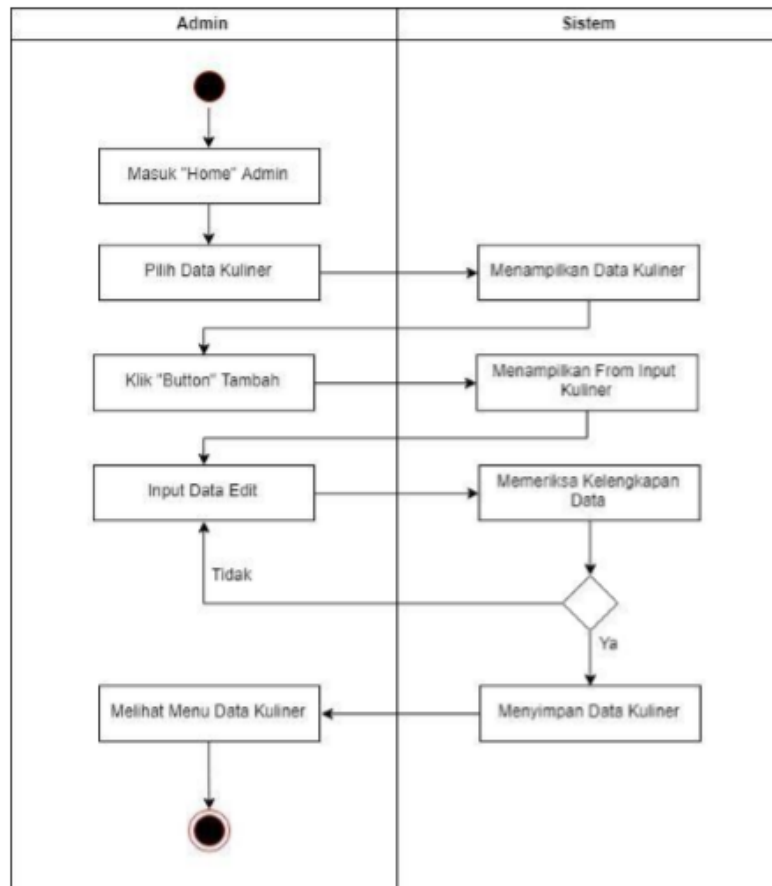 Admin
Sistem
Masuk "Home" Admin
Pilih Data Kuliner
Menampilkan Data Kuliner
Klik "Button" Tambah
Menampilkan From Input
Kuliner
Input Data Edit
Memeriksa Kelengkapan
Data
Tidak
Ya
Melihat Menu Data Kuliner
Menyimpan Data Kuliner